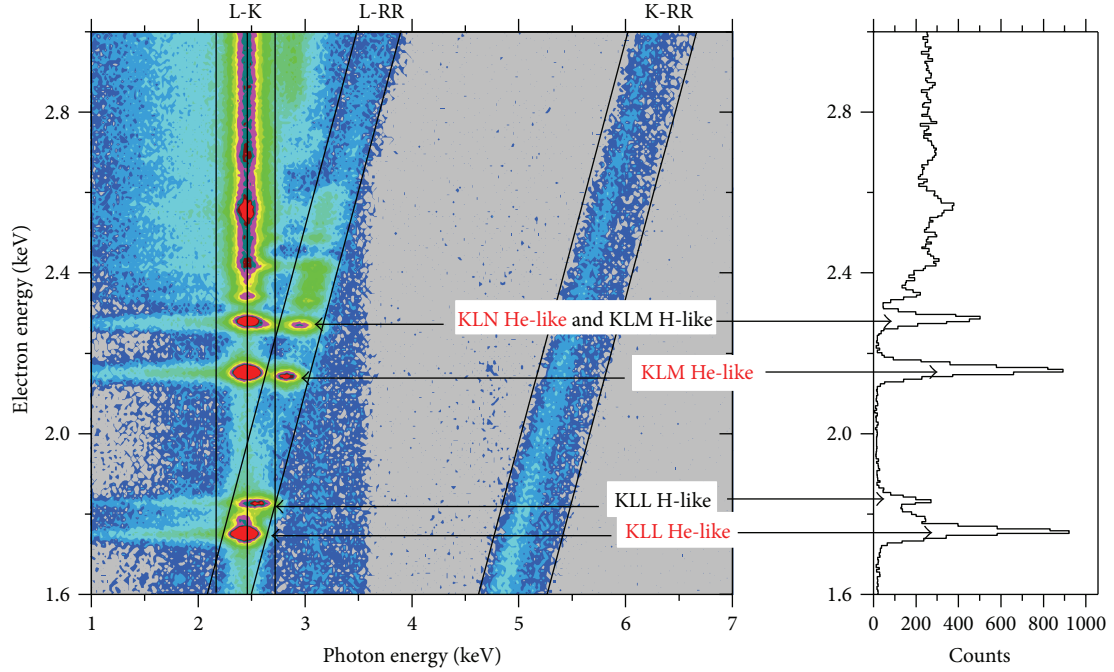 L-K
L-RR
K-RR
2.8
2.4
2.0
1.6
Electron energy (keV)
1
2
3
4
5
6
7
Photon energy (keV)
KLN He-like and KLM H-like
KLM He-like
KLL H-like
KLL He-like
2.8
2.4
2.0
1.6
0
200
400
600
800
1000
Counts